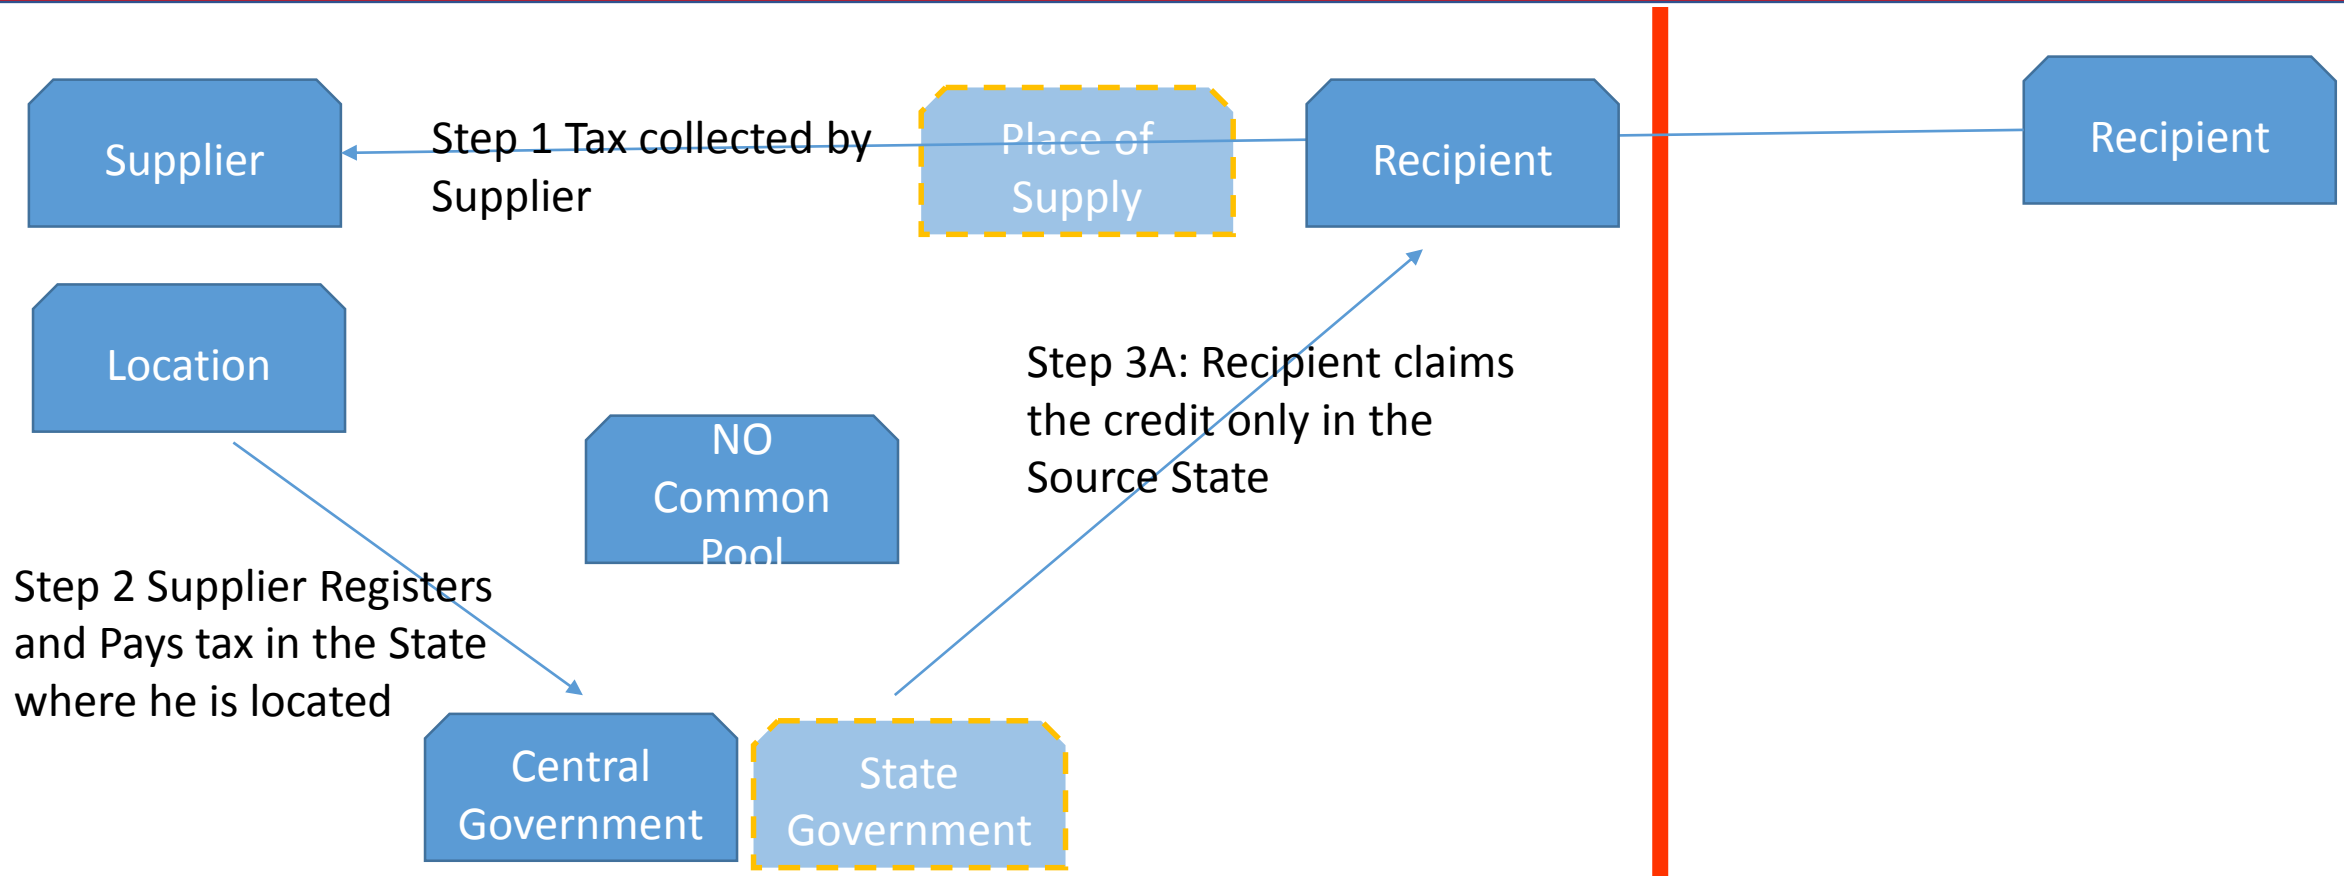 Supplier
Step 1 Tax collected by
Supplier
Place of
Supply
Recipient
Recipient
Location
NO
Common
Pool
Step 3A: Recipient claims
the credit only in the
Source State
Step 2 Supplier Registers
and Pays tax in the State
where he is located
Central
Government
State
Government